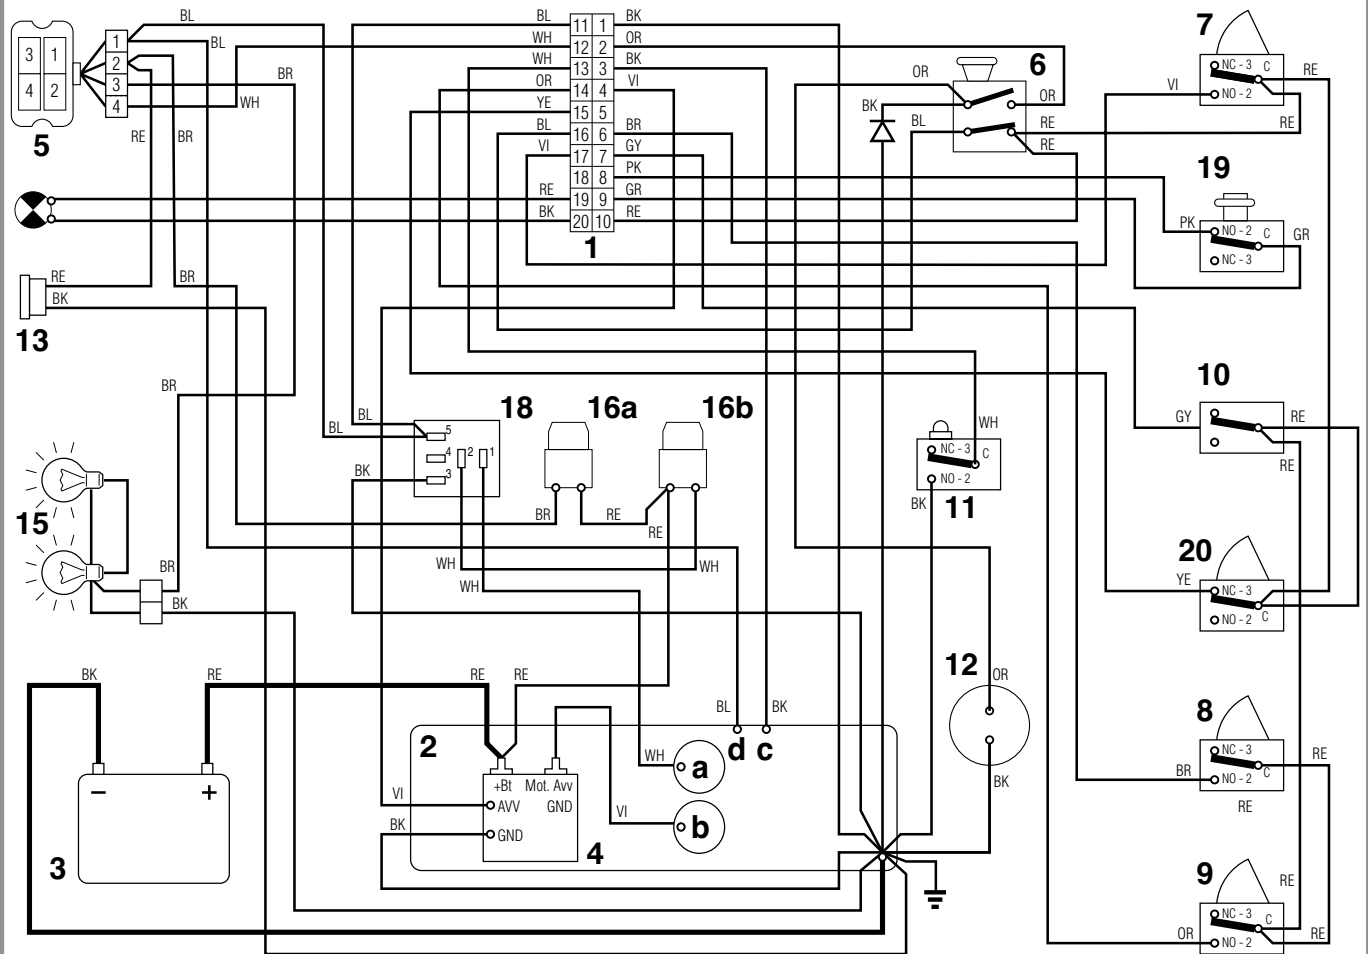 BL
BL
BR
WH
RE
BR
3 1
4 2
1
2
3
4
5
BL 11 1 BK
WH 12 2 OR
WH 13 3 BK
OR 14 4 VI
YE 15 5
BL 16 6 BR
VI 17 7 GY
18 8 PK
RE 19 9 GR
BK 20 10 RE
1
OR
6
BK
OR
BL
RE
RE
7
NC - 3 C
RE
VI
NO - 2
RE
19
PK
NO - 2 C
GR
NC - 3
RE
BR
BK
13
10
GY
RE
RE
BR
BL
BL
18
5
4
2 1
3
BK
16a
16b
BR
RE
RE
WH
WH
WH
WH
NC - 3 C
NO - 2
BK
11
15
BR
BK
20
YE
NC - 3
NO - 2 C
12
OR
BK
BK
RE
RE
RE
BL
BK
2
d c
WH
a
+Bt Mot. Avv
VI
AVV GND
VI
BK
GND
b
4
3
− +
8
NC - 3
RE
BR
NO - 2 C
RE
9
RE
NC - 3 C
OR
NO - 2
RE